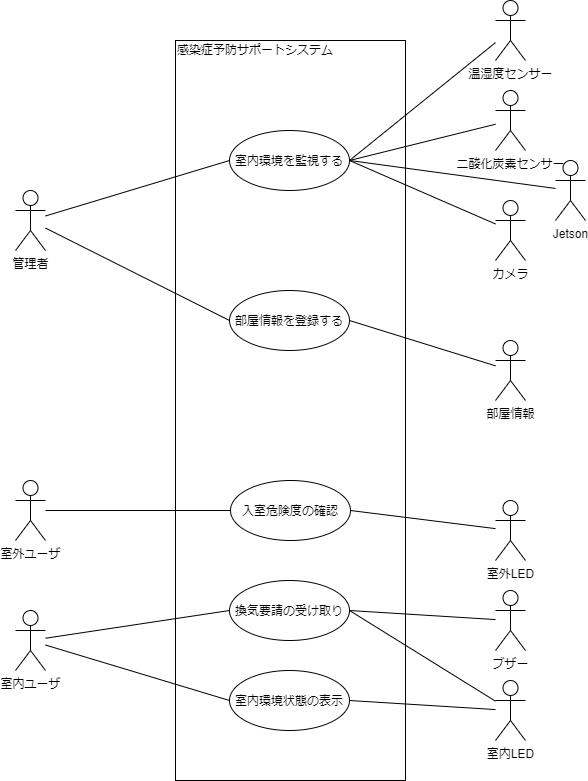 感染症予防サポートシステム
温湿度センサー
室内環境を監視する
二酸化炭素センサー
Jetson
管理者
カメラ
部屋情報を登録する
部屋情報
入室危険度の確認
室外ユーザ
室外LED
換気要請の受け取り
ブザー
室内ユーザ
室内環境状態の表示
室内LED